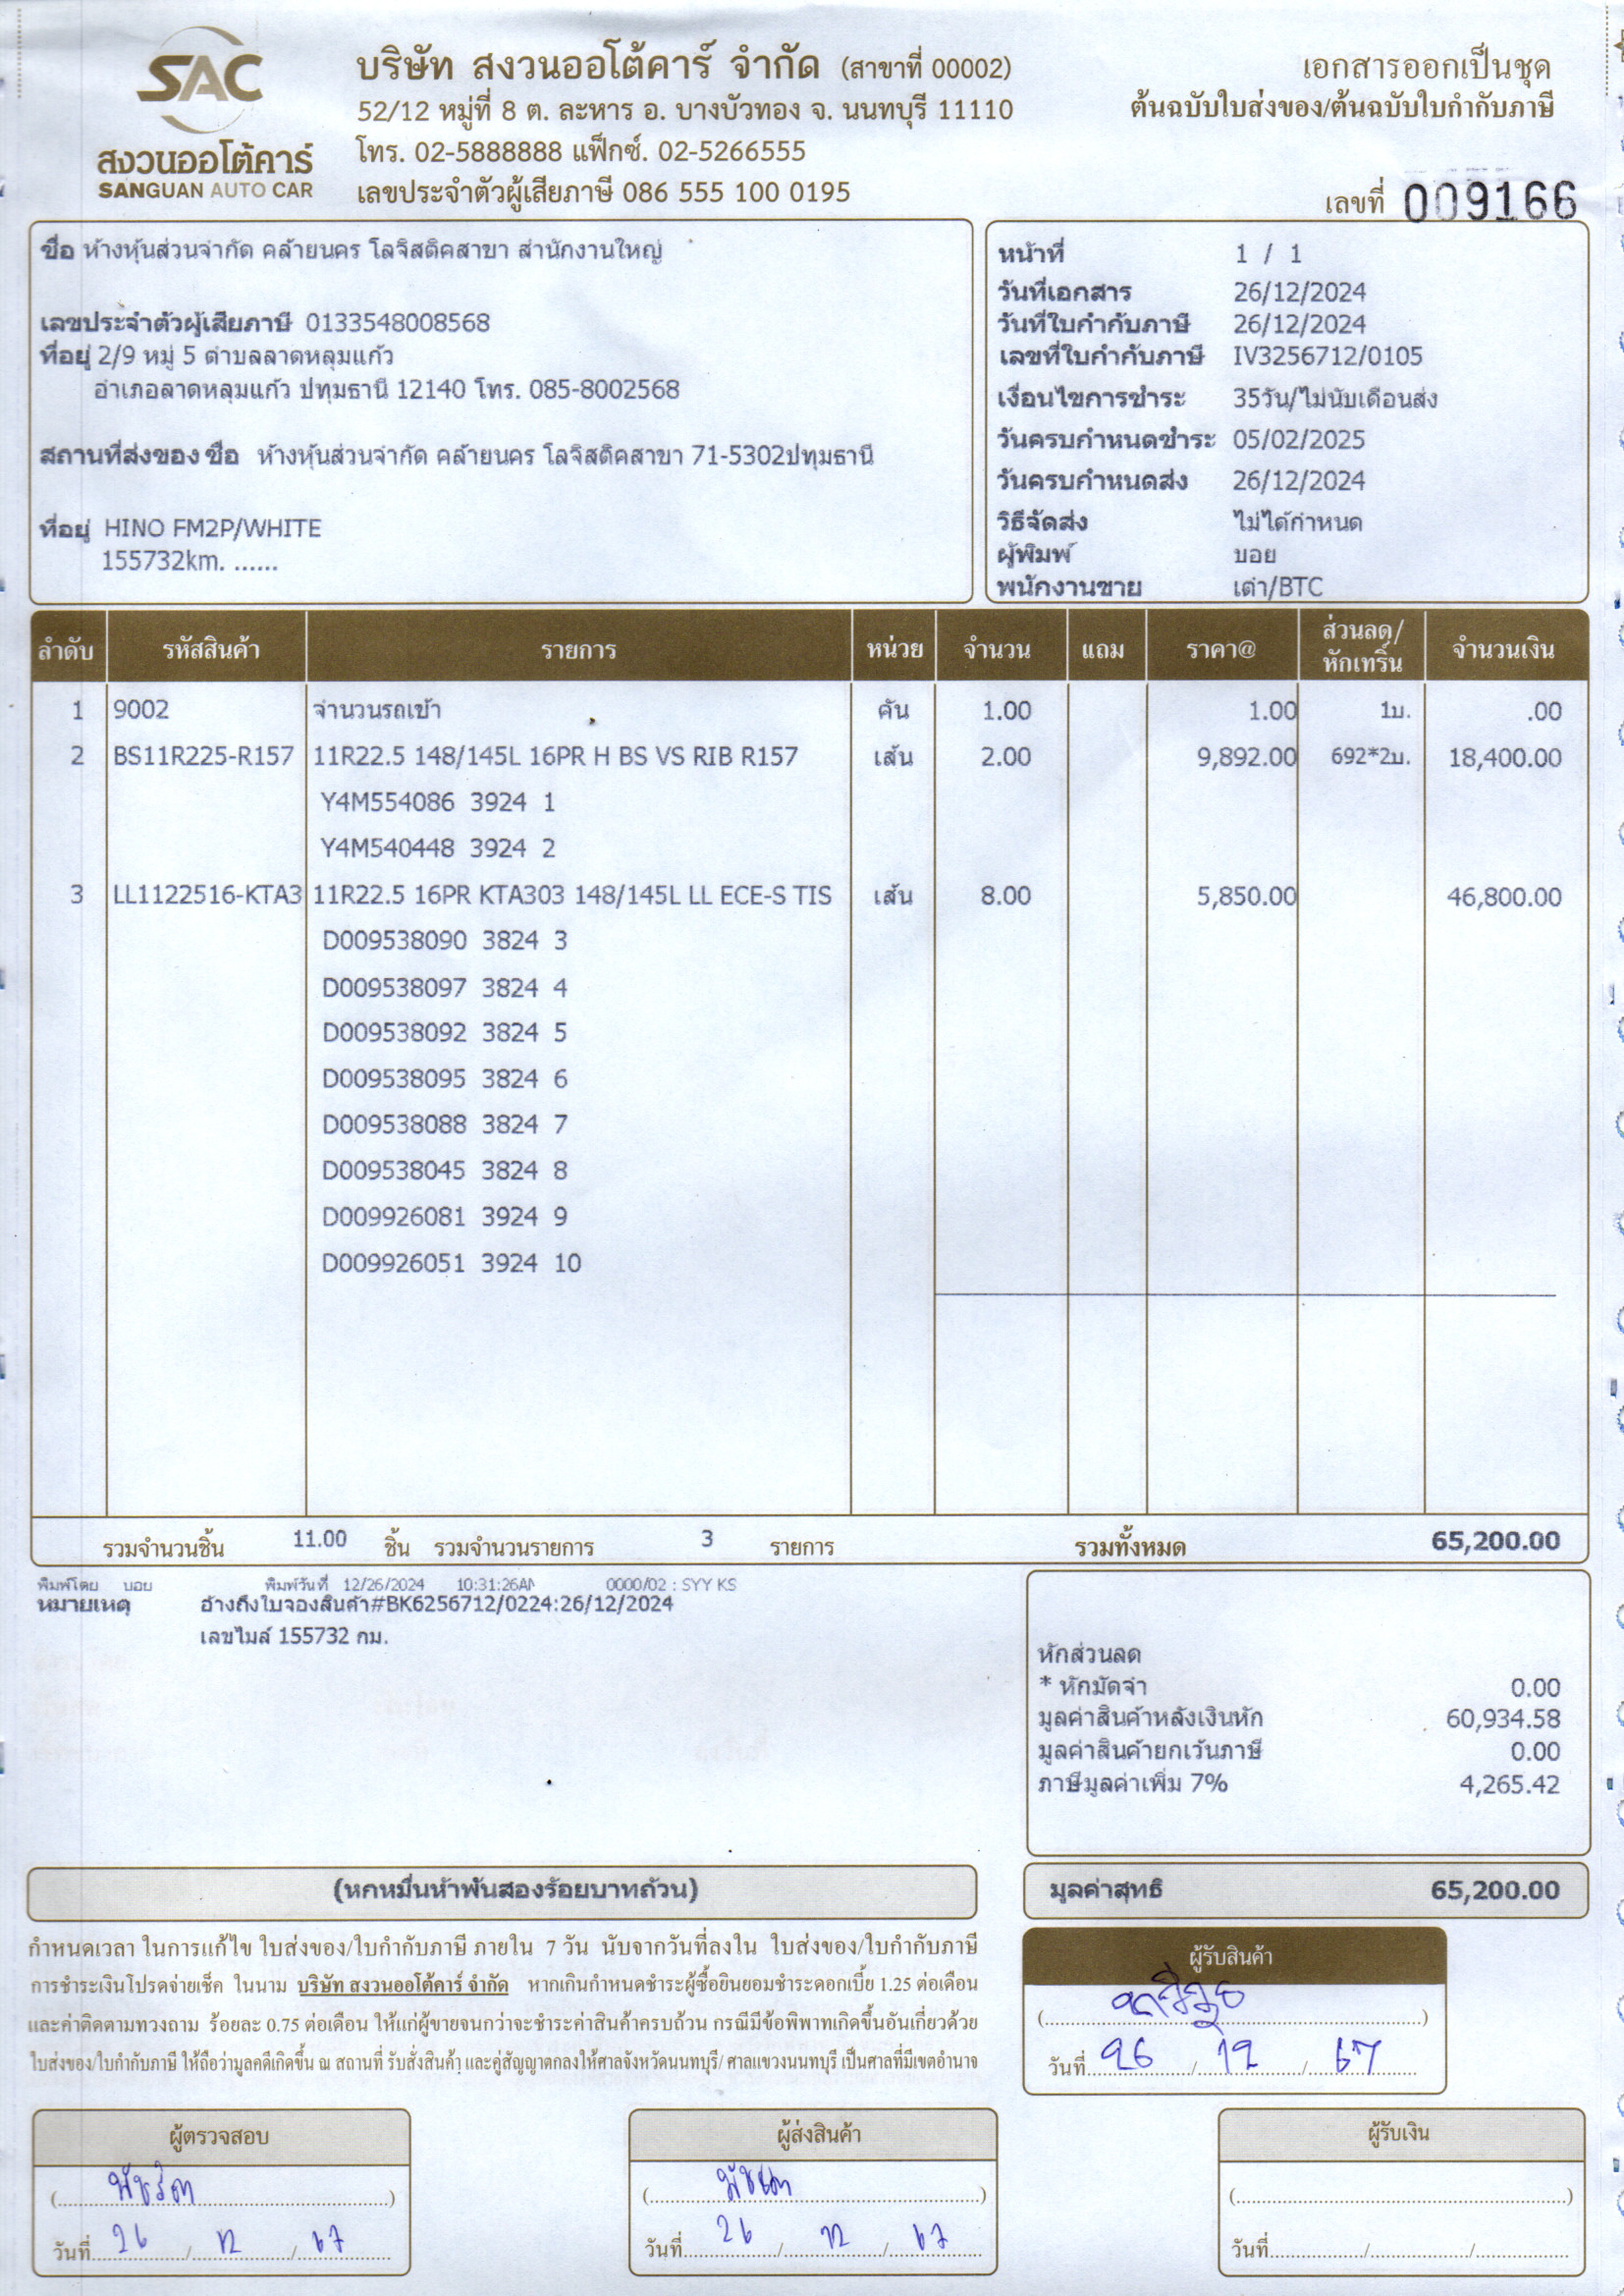 SAC
สงวนออโต้คาร์
SANGUAN AUTO CAR
บริษัท สงวนออโต้คาร์ จำกัด (สาขาที่ 00002)
52/12 หมู่ที่ 8 ต. ละหาร อ. บางบัวทอง จ. นนทบุรี 11110
โทร. 02-5888888 แฟ็กซ์. 02-5266555
เลขประจำตัวผู้เสียภาษี 086 555 100 0195
เอกสารออกเป็นชุด
ต้นฉบับใบส่งของ/ต้นฉบับใบกำกับภาษี
เลขที่ 009166
ชื่อ ห้างหุ้นส่วนจำกัด คล้ายนคร โลจิสติคสาขา สำนักงานใหญ่
เลขประจำตัวผู้เสียภาษี 0133548008568
ที่อยู่ 2/9 หมู่ 5 ตำบลลาดหลุมแก้ว
อำเภอลาดหลุมแก้ว ปทุมธานี 12140 โทร. 085-8002568
สถานที่ส่งของ ชื่อ ห้างหุ้นส่วนจำกัด คล้ายนคร โลจิสติคสาขา 71-5302ปทุมธานี
ที่อยู่ HINO FM2P/WHITE
155732km. ......
หน้าที่ 1 / 1
วันที่เอกสาร 26/12/2024
วันที่ใบกำกับภาษี 26/12/2024
เลขที่ใบกำกับภาษี IV3256712/0105
เงื่อนไขการชำระ 35วัน/ไม่นับเดือนส่ง
วันครบกำหนดชำระ 05/02/2025
วันครบกำหนดส่ง 26/12/2024
วิธีจัดส่ง ไม่ได้กำหนด
ผู้พิมพ์ บอย
พนักงานขาย เต่า/BTC
ลำดับ รหัสสินค้า รายการ หน่วย จำนวน แถม ราคา@ ส่วนลด/หักเทริ์น จำนวนเงิน
1 9002 จำนวนรถเข้า คัน 1.00 1.00 1บ. .00
2 BS11R225-R157 11R22.5 148/145L 16PR H BS VS RIB R157 เส้น 2.00 9,892.00 692*2บ. 18,400.00
Y4M554086 3924 1
Y4M540448 3924 2
3 LL1122516-KTA3 11R22.5 16PR KTA303 148/145L LL ECE-S TIS เส้น 8.00 5,850.00 46,800.00
D009538090 3824 3
D009538097 3824 4
D009538092 3824 5
D009538095 3824 6
D009538088 3824 7
D009538045 3824 8
D009926081 3924 9
D009926051 3924 10
รวมจำนวนชิ้น 11.00 ชิ้น รวมจำนวนรายการ 3 รายการ รวมทั้งหมด 65,200.00
พิมพ์โดย บอย พิมพ์วันที่ 12/26/2024 10:31:26AM 0000/02 : SYY KS
หมายเหตุ อ้างถึงใบจองสินค้า#BK6256712/0224:26/12/2024
เลขไมล์ 155732 กม.
หักส่วนลด
* หักมัดจำ 0.00
มูลค่าสินค้าหลังเงินหัก 60,934.58
มูลค่าสินค้ายกเว้นภาษี 0.00
ภาษีมูลค่าเพิ่ม 7% 4,265.42
(หกหมื่นห้าพันสองร้อยบาทถ้วน)
มูลค่าสุทธิ 65,200.00
กำหนดเวลา ในการแก้ไข ใบส่งของ/ใบกำกับภาษี ภายใน 7 วัน นับจากวันที่ลงใน ใบส่งของ/ใบกำกับภาษี
การชำระเงินโปรดจ่ายเช็ค ในนาม บริษัท สงวนออโต้คาร์ จำกัด หากเกินกำหนดชำระผู้ซื้อยินยอมชำระดอกเบี้ย 1.25 ต่อเดือน
และค่าติดตามทวงถาม ร้อยละ 0.75 ต่อเดือน ให้แก่ผู้ขายจนกว่าจะชำระค่าสินค้าครบถ้วน กรณีมีข้อพิพาทเกิดขึ้นอันเกี่ยวด้วย
ใบส่งของ/ใบกำกับภาษี ให้ถือว่ามูลคดีเกิดขึ้น ณ สถานที่ รับสั่งสินค้า และคู่สัญญาตกลงให้ศาลจังหวัดนนทบุรี/ ศาลแขวงนนทบุรี เป็นศาลที่มีเขตอำนาจ
ผู้รับสินค้า
วันที่ 26 / 12 / 67
ผู้ตรวจสอบ
วันที่ 26 / 12 / 67
ผู้ส่งสินค้า
วันที่ 26 / 12 / 67
ผู้รับเงิน
วันที่ / /